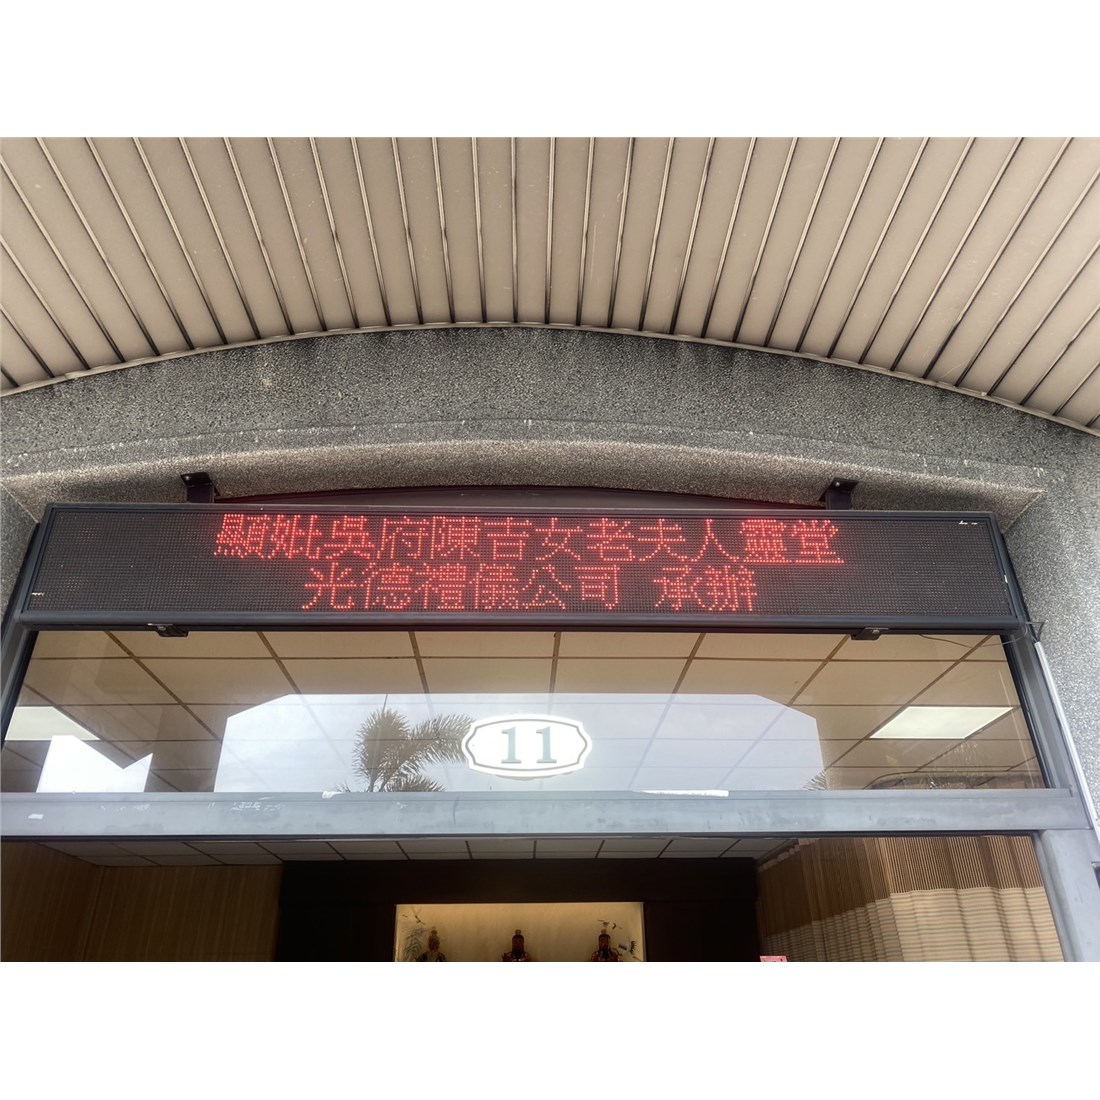 顯妣吳府陳吉女老夫人靈堂
光德禮儀公司 承辦
11